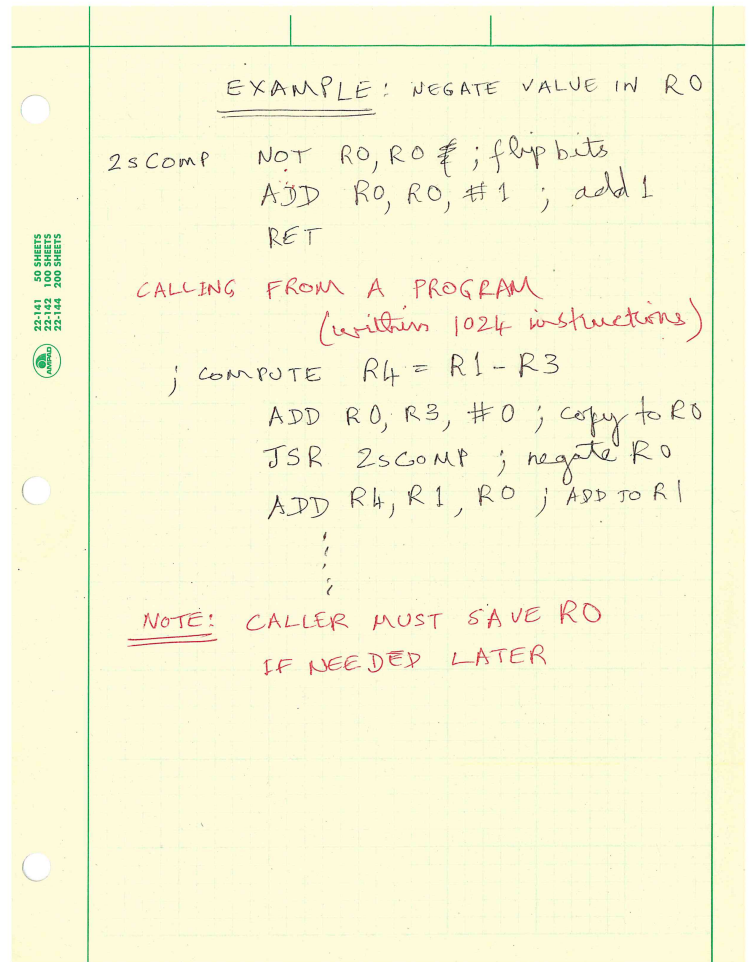 EXAMPLE: NEGATE VALUE IN R0
2sComp NOT R0, R0 ; flip bits
ADD R0, R0, #1 ; add 1
RET
CALLING FROM A PROGRAM
(within 1024 instructions)
; COMPUTE R4 = R1 - R3
ADD R0, R3, #0 ; copy to R0
JSR 2sCOMP ; negate R0
ADD R4, R1, R0 ; ADD TO R1
NOTE: CALLER MUST SAVE R0
IF NEEDED LATER
22-141 50 SHEETS
22-142 100 SHEETS
22-144 200 SHEETS
AMPAD